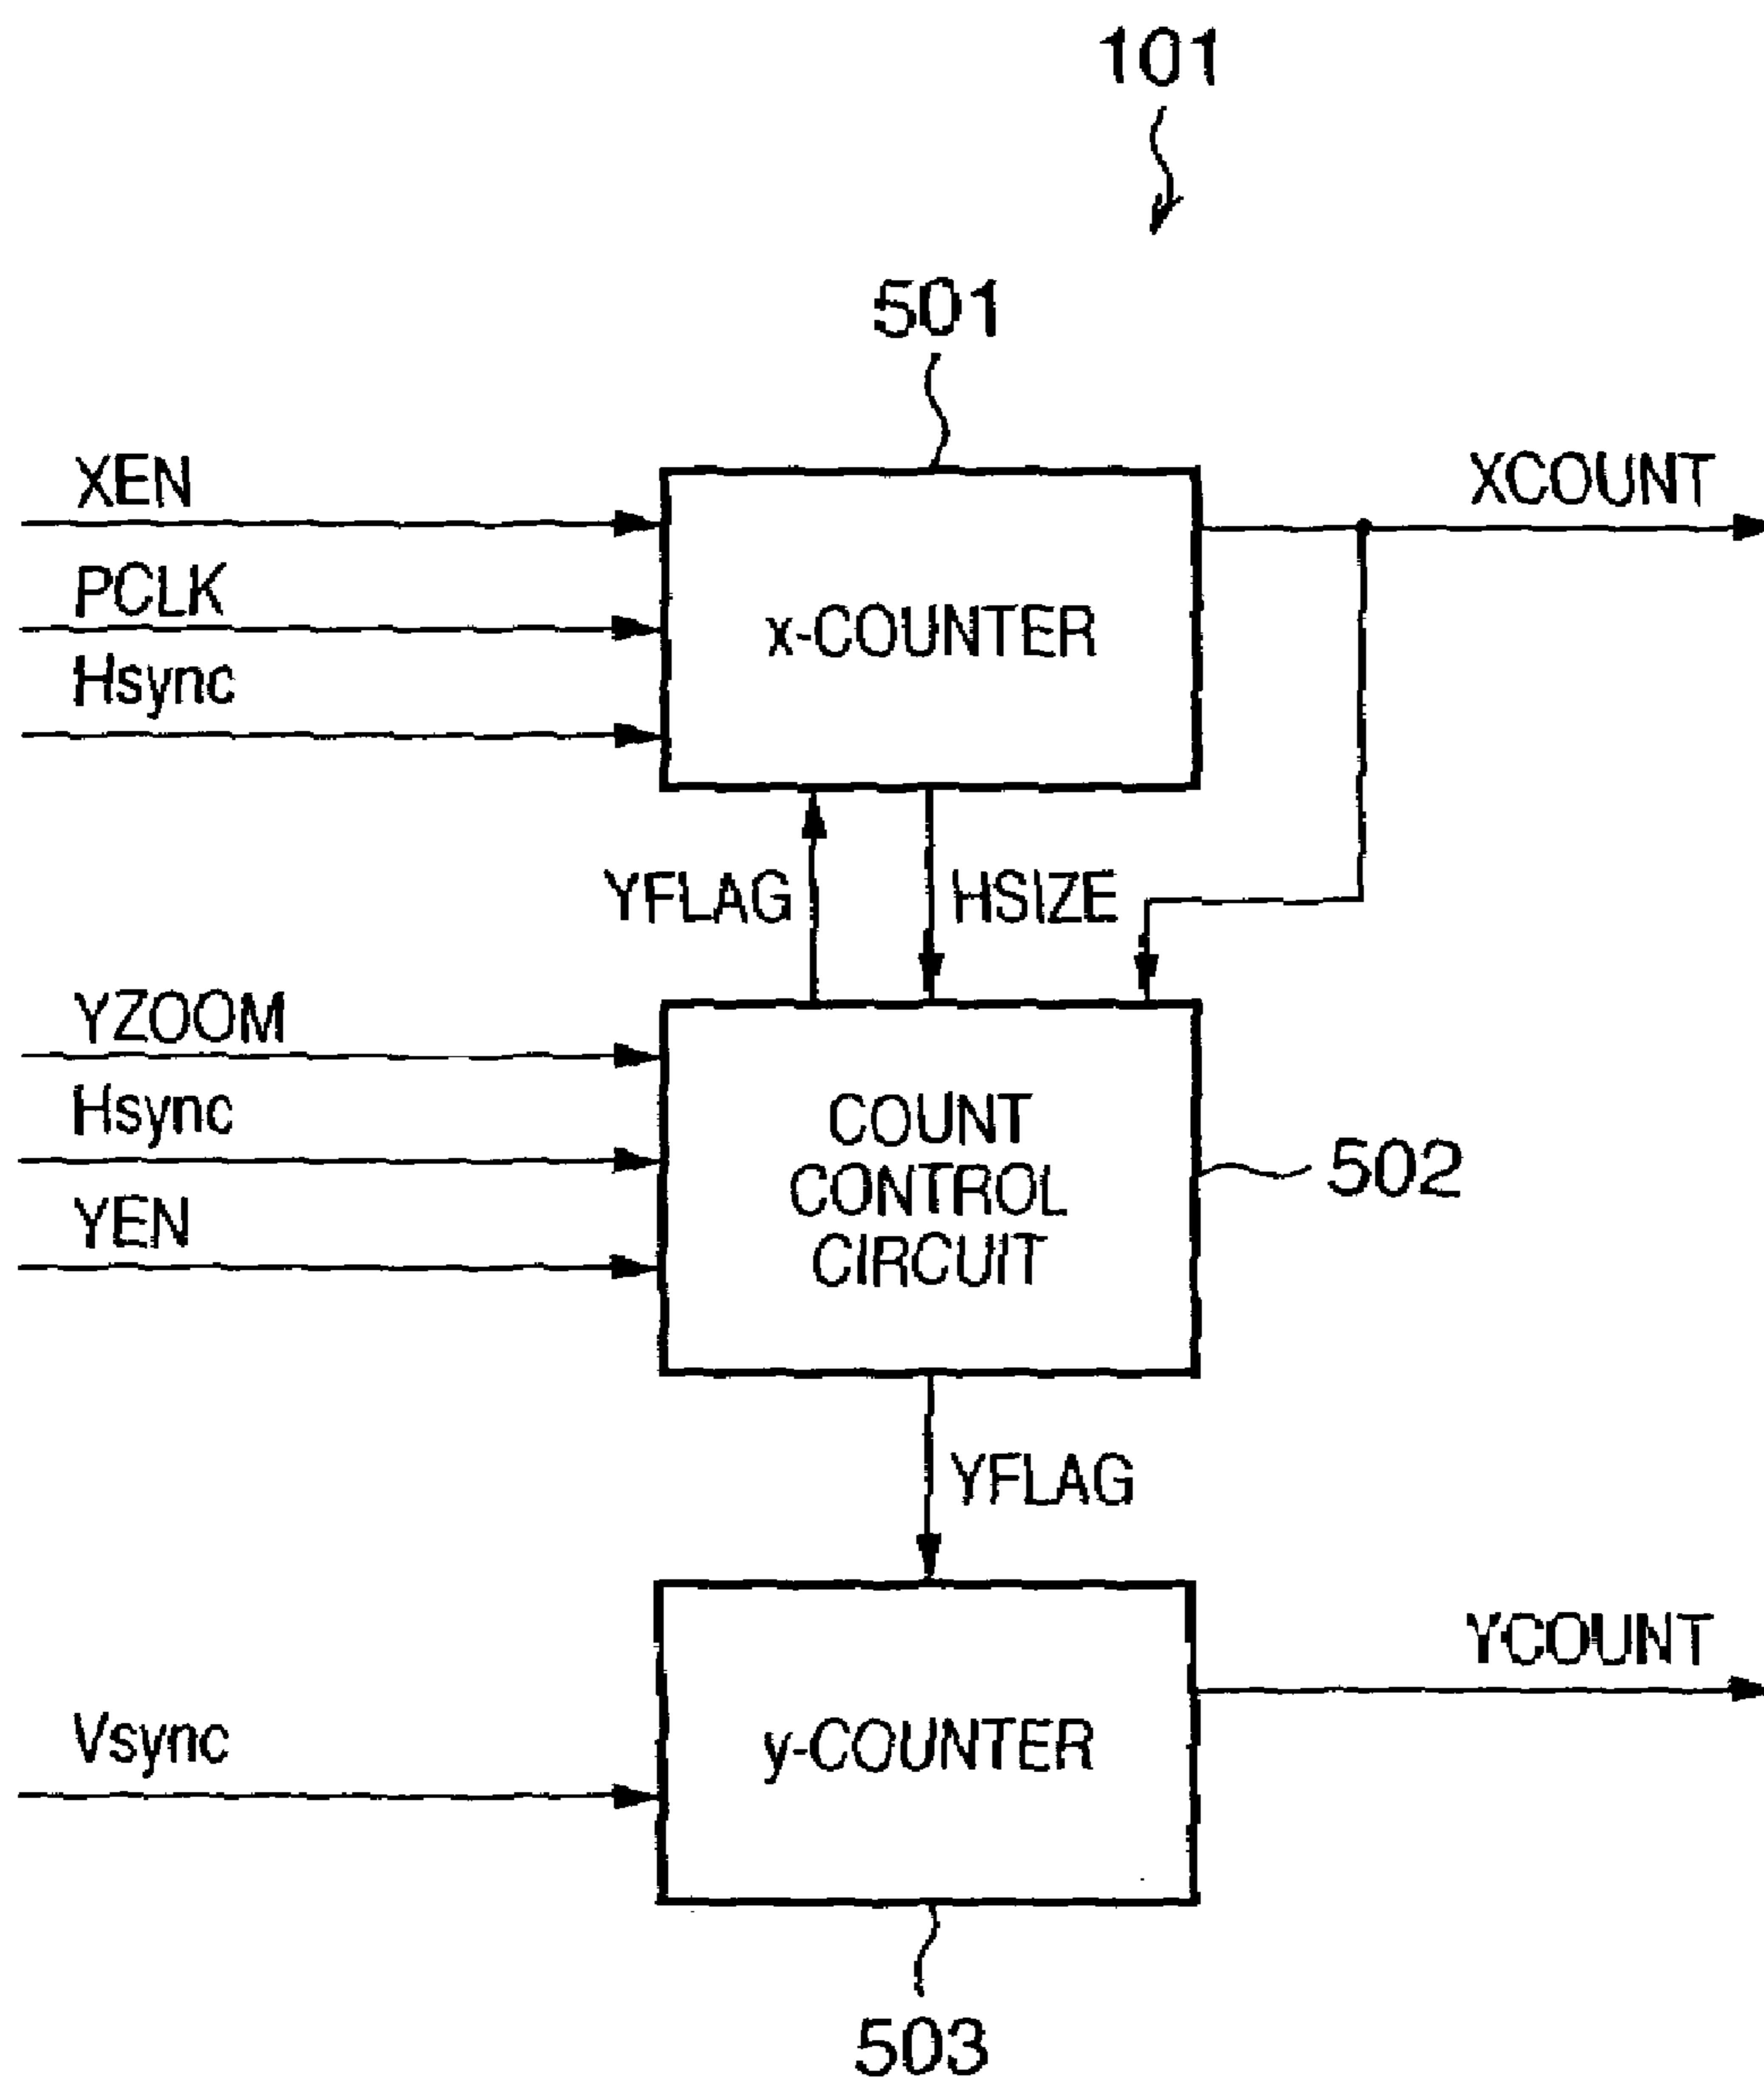 101
501
XEN
XCOUNT
PCLK
x-COUNTER
Hsync
YFLAG
HSIZE
YZOOM
Hsync
COUNT
CONTROL
CIRCUIT
502
YEN
YFLAG
YCOUNT
Vsync
y-COUNTER
503